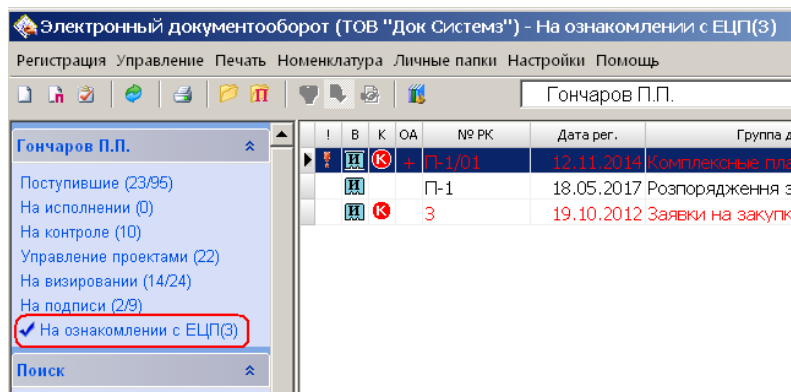 Электронный документооборот (ТОВ "Док Системз") - На ознакомлении с ЕЦП(3)
Регистрация Управление Печать Номенклатура Личные папки Настройки Помощь
Гончаров П.П.
Гончаров П.П.
Поступившие (23/95)
На исполнении (0)
На контроле (10)
Управление проектами (22)
На визировании (14/24)
На подписи (2/9)
На ознакомлении с ЕЦП(3)
Поиск
! В К ОА № РК Дата рег. Группа д
И К + П-1/01 12.11.2014 Комплексные пла
И П-1 18.05.2017 Розпорядження з
И К 3 19.10.2012 Заявки на закупк